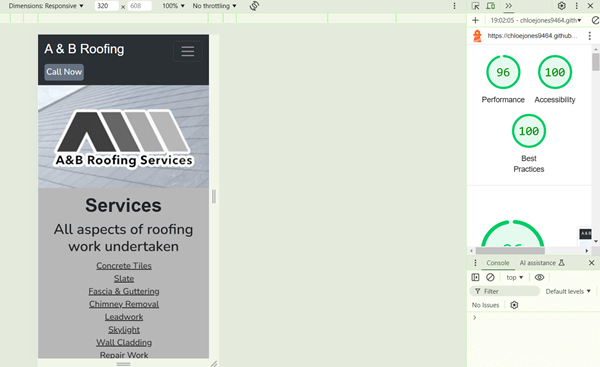 Dimensions: Responsive ▾ 320 × 608 100% ▾ No throttling ▾
A & B Roofing
Call Now
A&B Roofing Services
Services
All aspects of roofing
work undertaken
Concrete Tiles
Slate
Fascia & Guttering
Chimney Removal
Leadwork
Skylight
Wall Cladding
Repair Work
19:02:05 - chloejones9464.gith
https://chloejones9464.github...
96
100
Performance
Accessibility
100
Best
Practices
A & B
Console AI assistance
top ▾
Filter
Default levels ▾
No Issues